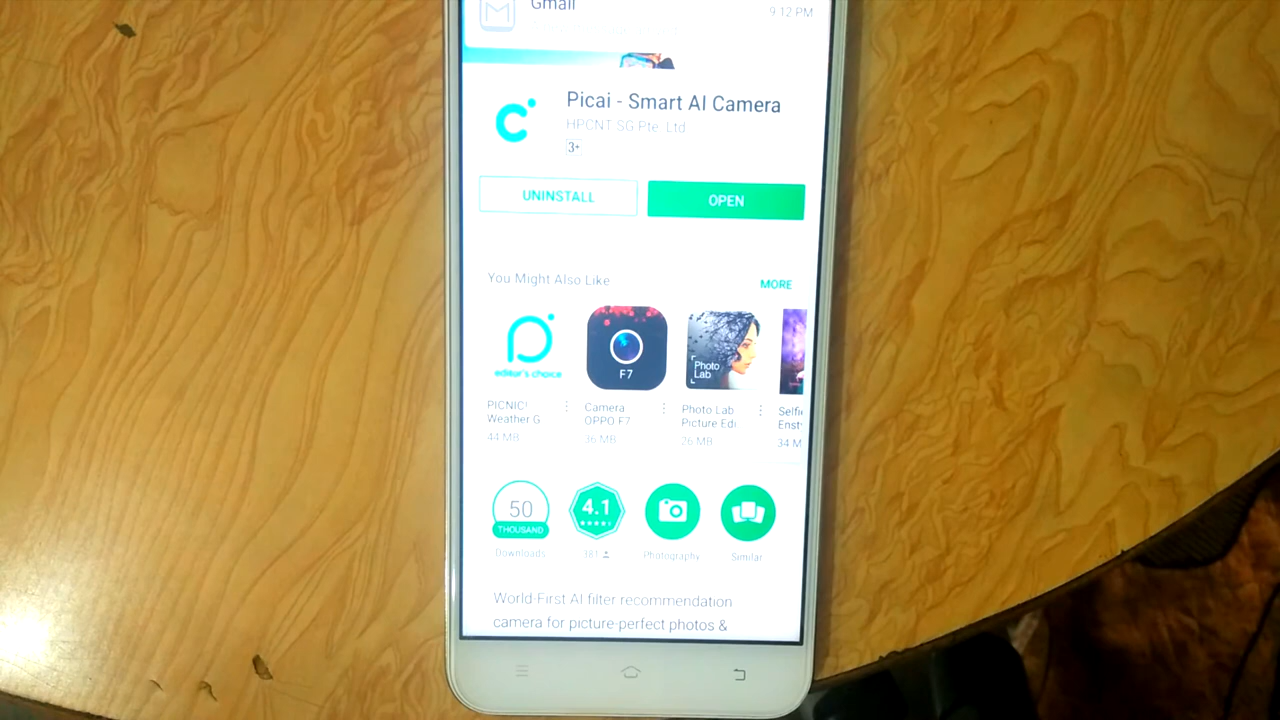 Gmail
9:12 PM
Picai - Smart AI Camera
HPCNT SG Pte. Ltd.
3+
UNINSTALL
OPEN
You Might Also Like
MORE
editor's choice
F7
Photo
Lab
PICNIC!
Weather G
44 MB
Camera
OPPO F7
36 MB
Photo Lab
Picture Edi
26 MB
Selfie
Enst
34 M
50
THOUSAND
Downloads
4.1
381
Photography
Similar
World-First AI filter recommendation
camera for picture-perfect photos &